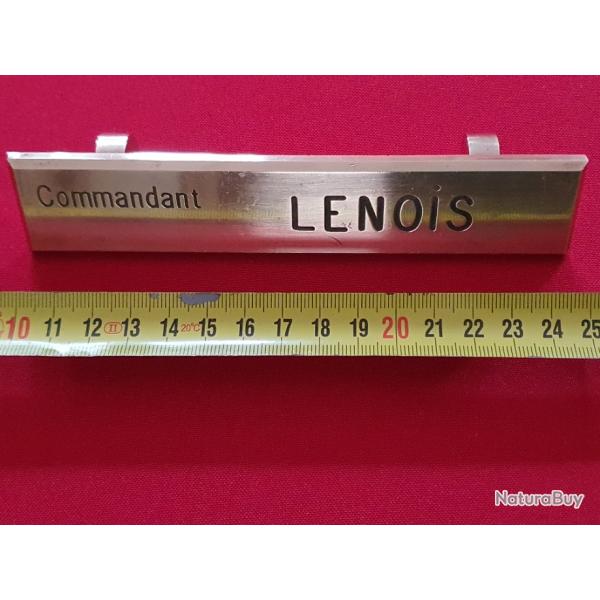 Commandant LENOiS
10 11 12 II 13 14 20°C 15 16 17 18 19 20 21 22 23 24 25
NaturaBuy